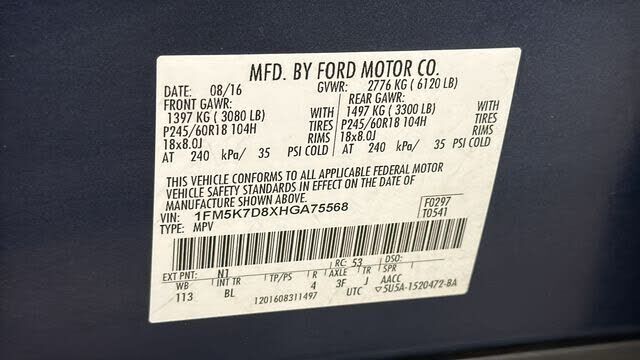 MFD. BY FORD MOTOR CO.
DATE: 08/16 GVWR: 2776 KG ( 6120 LB)
FRONT GAWR: REAR GAWR:
1397 KG ( 3080 LB) WITH 1497 KG ( 3300 LB) WITH
P245/60R18 104H TIRES P245/60R18 104H TIRES
18x8.0J RIMS 18x8.0J RIMS
AT 240 kPa/ 35 PSI COLD AT 240 kPa/ 35 PSI COLD
THIS VEHICLE CONFORMS TO ALL APPLICABLE FEDERAL MOTOR
VEHICLE SAFETY STANDARDS IN EFFECT ON THE DATE OF
MANUFACTURE SHOWN ABOVE.
VIN: 1FM5K7D8XHGA75568 F0297
TYPE: MPV T0541
EXT PNT: N1 RC: 53 DSO:
WB INT TR TP/PS R AXLE TR SPR
113 BL 4 3F J AACC
1201608311497 UTC ▽5U5A-1520472-BA